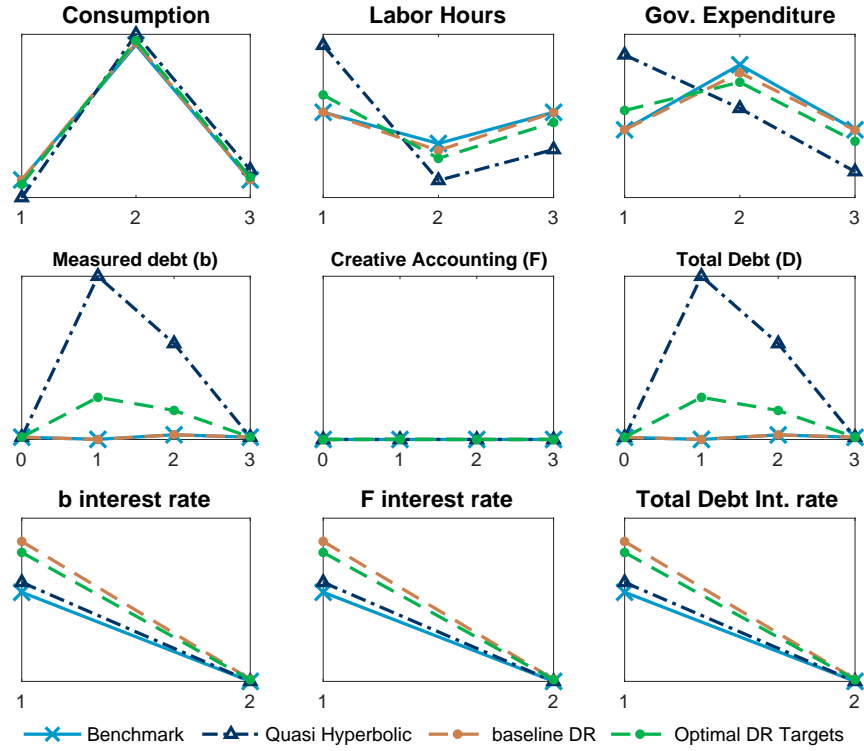 Consumption
Labor Hours
Gov. Expenditure
1 2 3
1 2 3
1 2 3
Measured debt (b)
Creative Accounting (F)
Total Debt (D)
0 1 2 3
0 1 2 3
0 1 2 3
b interest rate
F interest rate
Total Debt Int. rate
1 2
1 2
1 2
Benchmark Quasi Hyperbolic baseline DR Optimal DR Targets